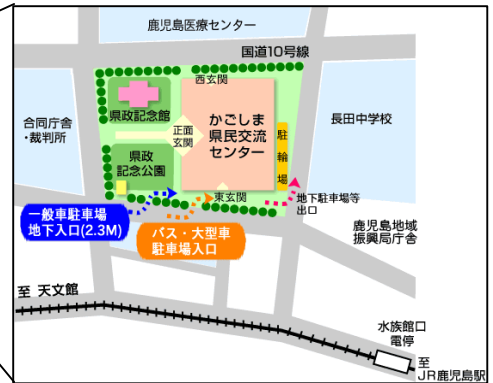 鹿児島医療センター
国道10号線
西玄関
県政記念館
かごしま
県民交流
センター
正面
玄関
駐輪場
長田中学校
合同庁舎
・裁判所
県政
記念公園
東玄関
地下駐車場等
出口
一般車駐車場
地下入口(2.3M)
バス・大型車
駐車場入口
鹿児島地域
振興局庁舎
至 天文館
水族館口
電停
至
JR鹿児島駅